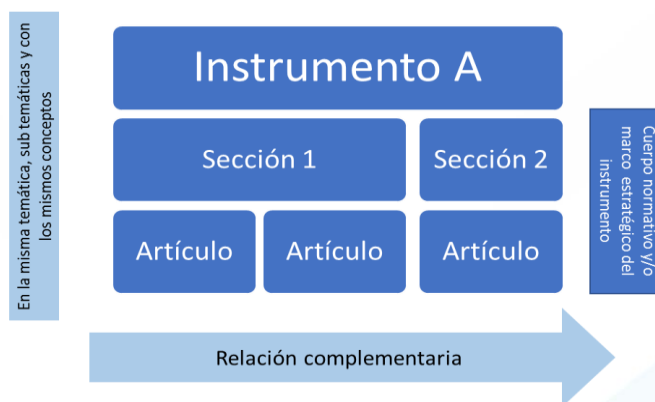 En la misma temática, sub temáticas y con
los mismos conceptos
Instrumento A
Sección 1
Sección 2
Artículo
Artículo
Artículo
Cuerpo normativo y/o
marco estratégico del
instrumento
Relación complementaria